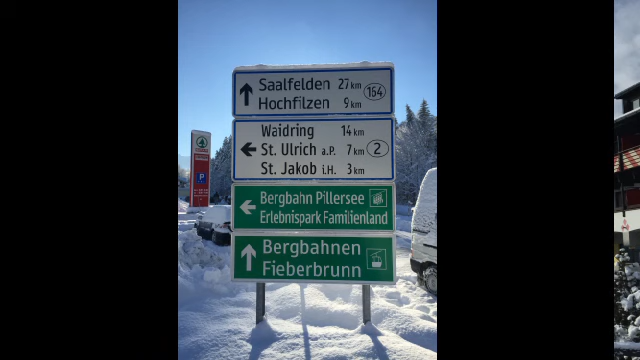 Saalfelden 27 km
Hochfilzen 9 km
164
Waidring 14 km
St. Ulrich a.P. 7 km
St. Jakob i.H. 3 km
2
Bergbahn Pillersee
Erlebnispark Familienland
Bergbahnen
Fieberbrunn
P